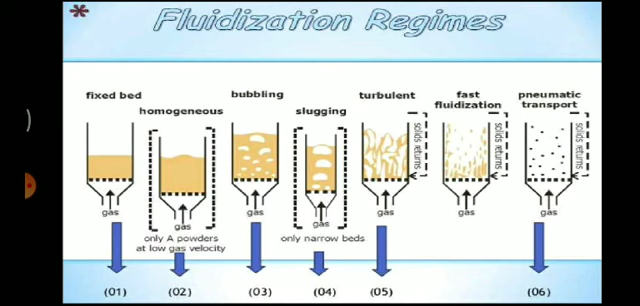 *
Fluidization Regimes
fixed bed
homogeneous
bubbling
slugging
turbulent
fast
fluidization
pneumatic
transport
solids returns
solids returns
solids returns
gas
gas
gas
gas
gas
gas
gas
only A powders
at low gas velocity
only narrow beds
(01)
(02)
(03)
(04)
(05)
(06)